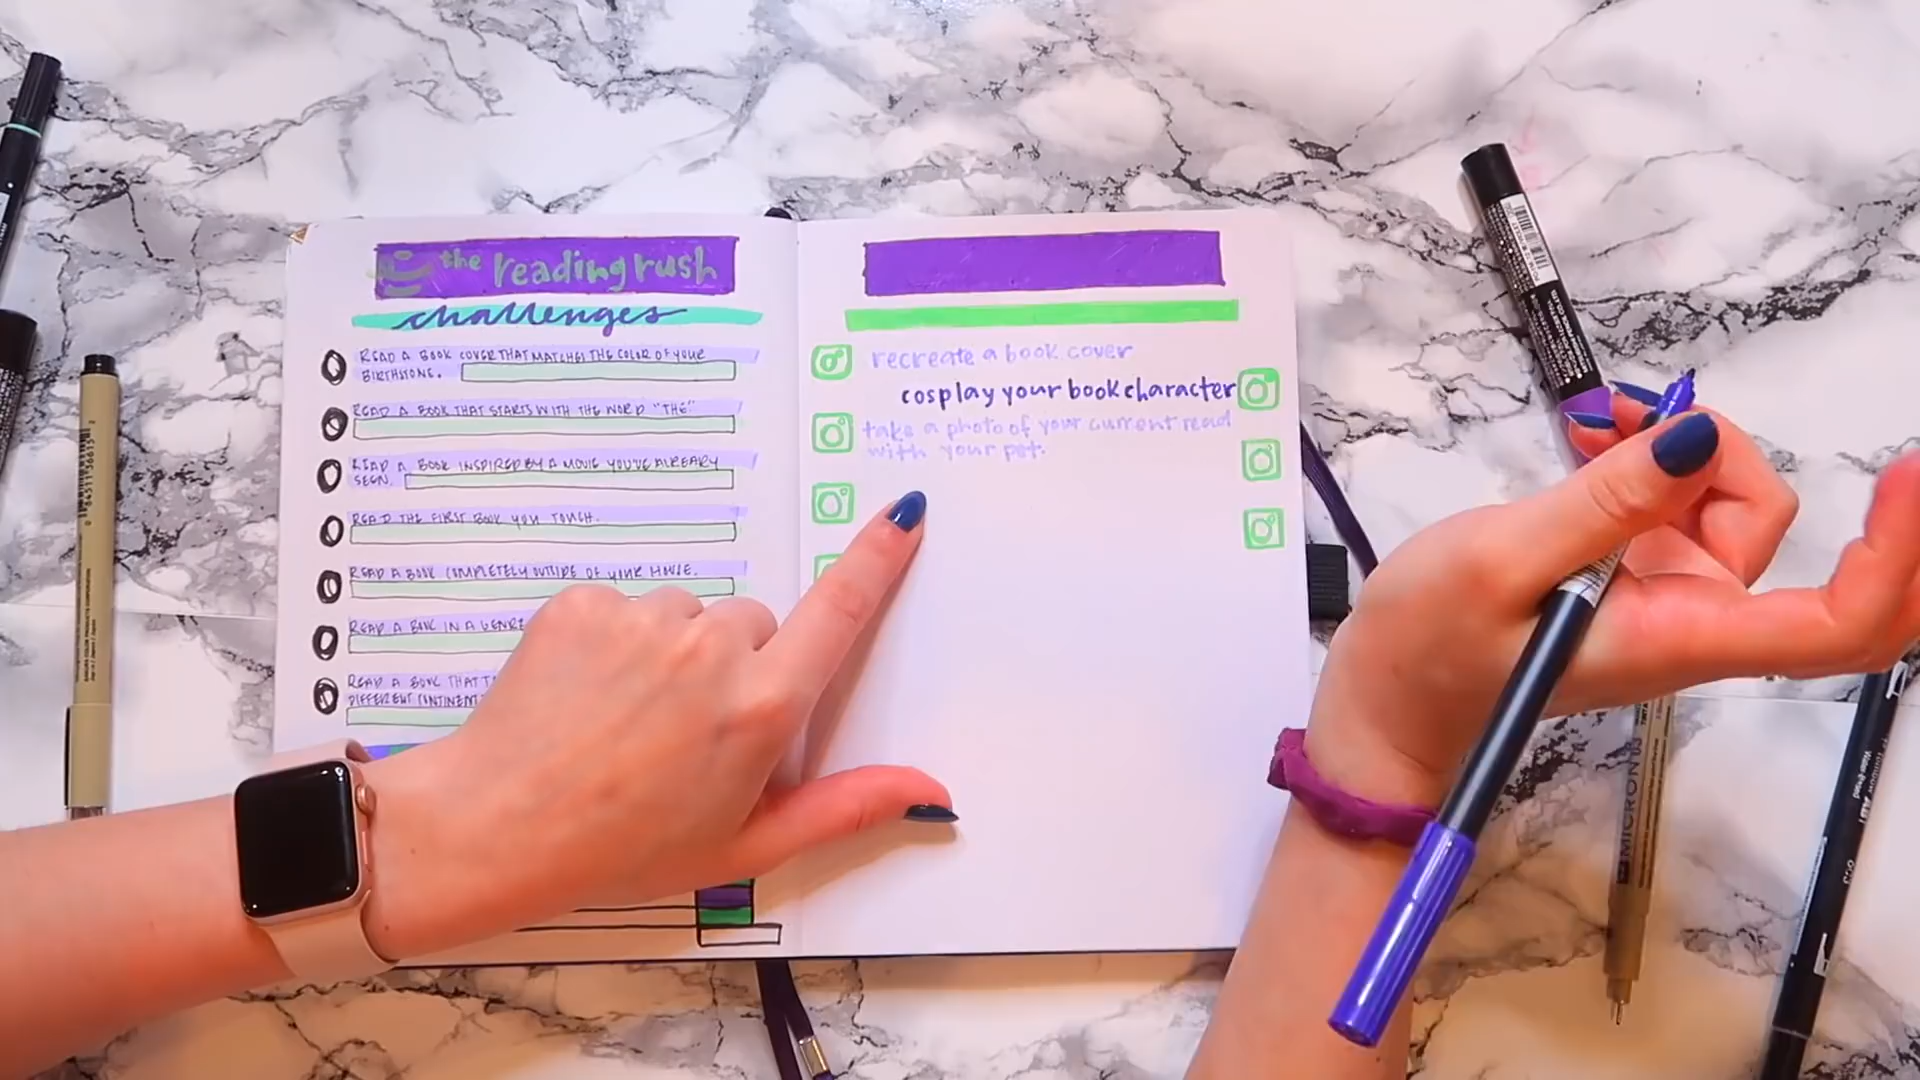 the reading rush
challenges
READ A BOOK COVER THAT MATCHES THE COLOR OF YOUR
BIRTHSTONE.
READ A BOOK THAT STARTS WITH THE WORD "THE"
READ A BOOK INSPIRED BY A MOVIE YOU'VE ALREADY
SEEN.
READ THE FIRST BOOK YOU TOUCH.
READ A BOOK COMPLETELY OUTSIDE OF YOUR HOUSE.
READ A BOOK IN A GENRE
READ A BOOK THAT T
DIFFERENT CONTINENT
recreate a book cover
cosplay your book character
take a photo of your current read
with your pet.
MICRON 03